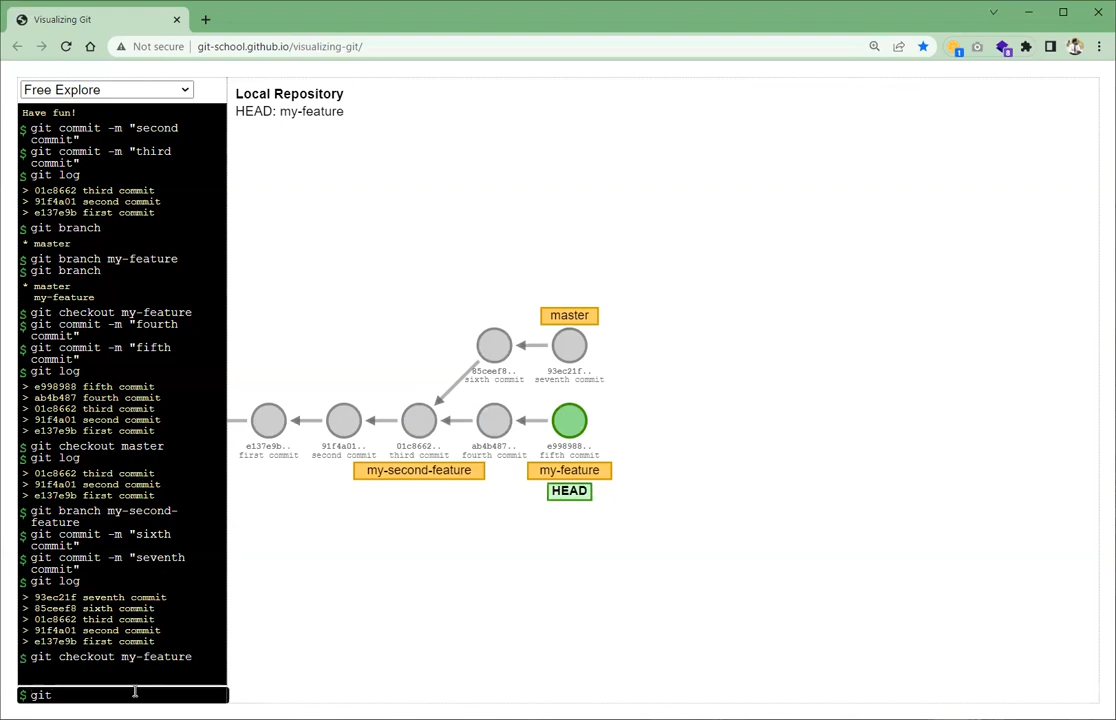 Visualizing Git
Not secure
git-school.github.io/visualizing-git/
1
8
Free Explore
Local Repository
HEAD: my-feature
Have fun!
$ git commit -m "second
commit"
$ git commit -m "third
commit"
$ git log
> 01c8662 third commit
> 91f4a01 second commit
> e137e9b first commit
$ git branch
* master
$ git branch my-feature
$ git branch
* master
my-feature
$ git checkout my-feature
$ git commit -m "fourth
commit"
$ git commit -m "fifth
commit"
$ git log
> e998988 fifth commit
> ab4b487 fourth commit
> 01c8662 third commit
> 91f4a01 second commit
> e137e9b first commit
$ git checkout master
$ git log
> 01c8662 third commit
> 91f4a01 second commit
> e137e9b first commit
$ git branch my-second-
feature
$ git commit -m "sixth
commit"
$ git commit -m "seventh
commit"
$ git log
> 93ec21f seventh commit
> 85ceef8 sixth commit
> 01c8662 third commit
> 91f4a01 second commit
> e137e9b first commit
$ git checkout my-feature
$ git
master
85ceef8..
sixth commit
93ec21f..
seventh commit
e137e9b..
first commit
91f4a01..
second commit
01c8662..
third commit
ab4b487..
fourth commit
e998988..
fifth commit
my-second-feature
my-feature
HEAD